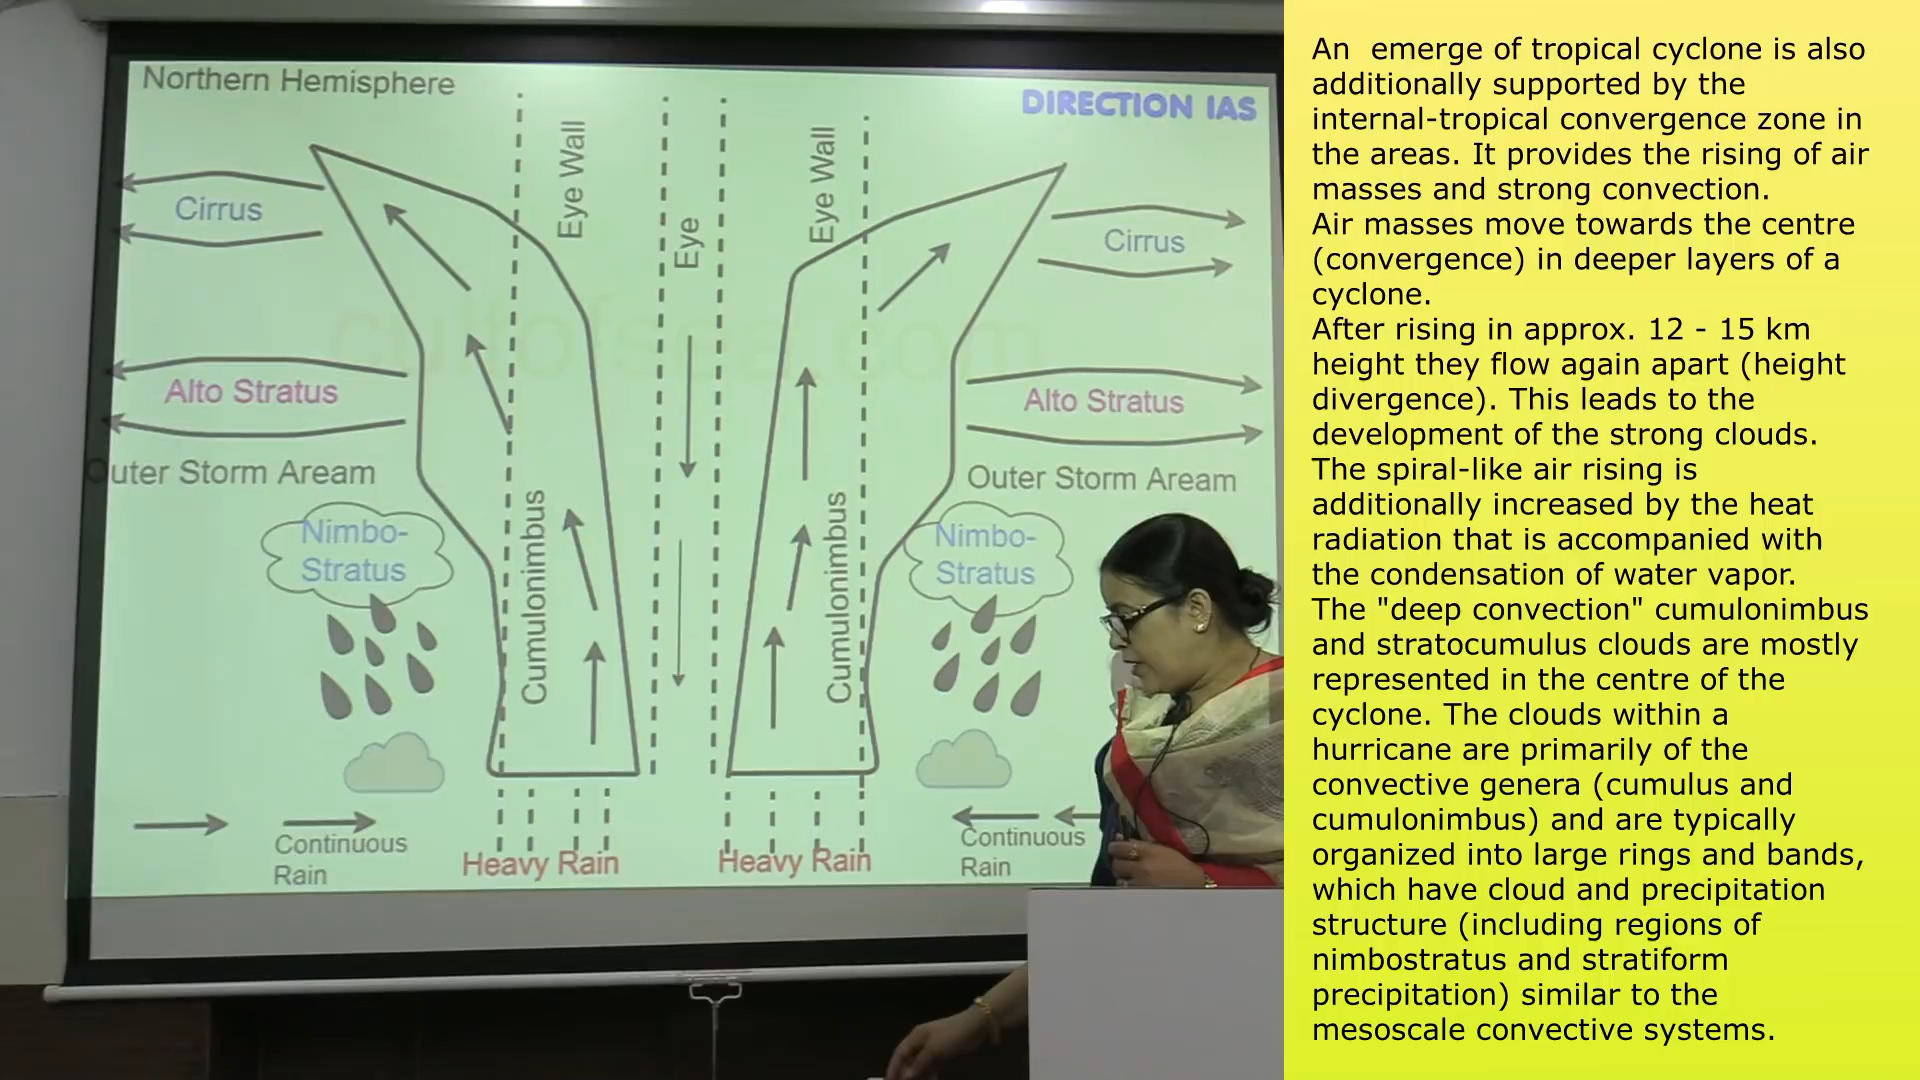 Northern Hemisphere
DIRECTION IAS
Eye Wall
Eye
Eye Wall
Cirrus
Cirrus
cultofsea.com
Alto Stratus
Alto Stratus
Outer Storm Aream
Outer Storm Aream
Nimbo-
Stratus
Cumulonimbus
Cumulonimbus
Nimbo-
Stratus
Continuous
Rain
Heavy Rain
Heavy Rain
Continuous
Rain
An emerge of tropical cyclone is also
additionally supported by the
internal-tropical convergence zone in
the areas. It provides the rising of air
masses and strong convection.
Air masses move towards the centre
(convergence) in deeper layers of a
cyclone.
After rising in approx. 12 - 15 km
height they flow again apart (height
divergence). This leads to the
development of the strong clouds.
The spiral-like air rising is
additionally increased by the heat
radiation that is accompanied with
the condensation of water vapor.
The "deep convection" cumulonimbus
and stratocumulus clouds are mostly
represented in the centre of the
cyclone. The clouds within a
hurricane are primarily of the
convective genera (cumulus and
cumulonimbus) and are typically
organized into large rings and bands,
which have cloud and precipitation
structure (including regions of
nimbostratus and stratiform
precipitation) similar to the
mesoscale convective systems.